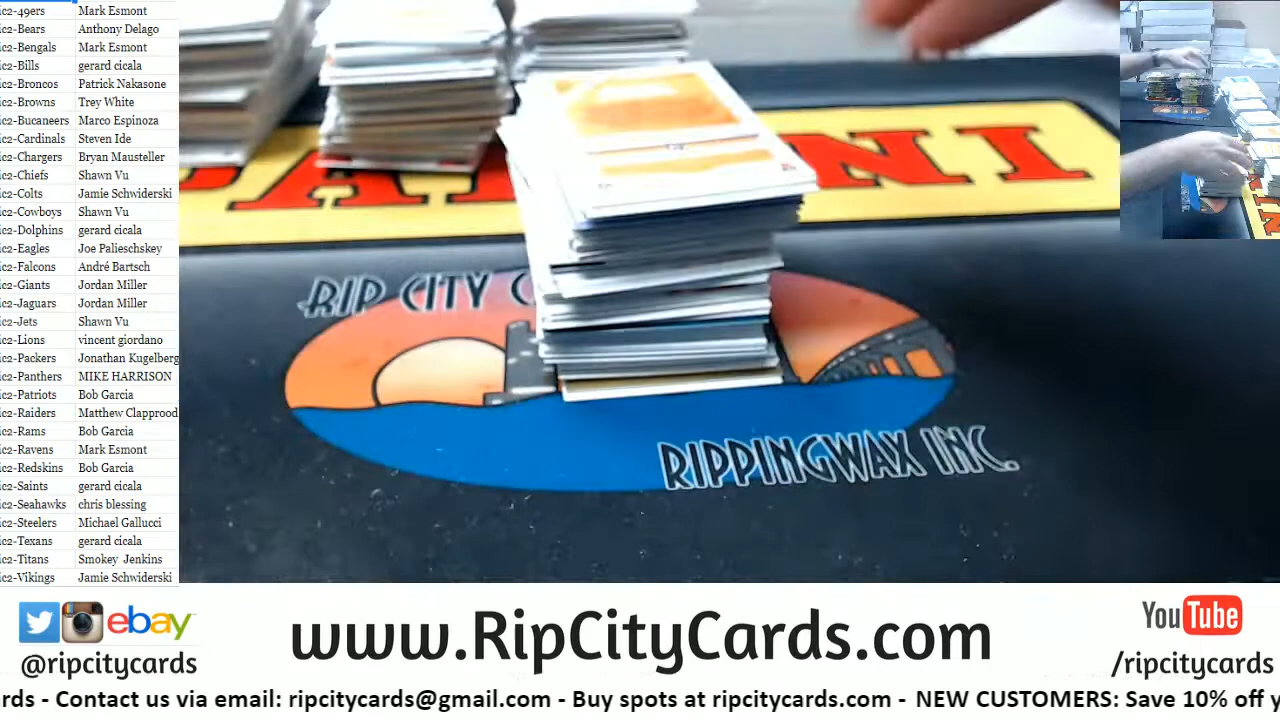 ic2-49ers Mark Esmont
ic2-Bears Anthony Delago
ic2-Bengals Mark Esmont
ic2-Bills gerard cicala
ic2-Broncos Patrick Nakasone
ic2-Browns Trey White
ic2-Bucaneers Marco Espinoza
ic2-Cardinals Steven Ide
ic2-Chargers Bryan Mausteller
ic2-Chiefs Shawn Vu
ic2-Colts Jamie Schwiderski
ic2-Cowboys Shawn Vu
ic2-Dolphins gerard cicala
ic2-Eagles Joe Palieschskey
ic2-Falcons André Bartsch
ic2-Giants Jordan Miller
ic2-Jaguars Jordan Miller
ic2-Jets Shawn Vu
ic2-Lions vincent giordano
ic2-Packers Jonathan Kugelberg
ic2-Panthers MIKE HARRISON
ic2-Patriots Bob Garcia
ic2-Raiders Matthew Clapprood
ic2-Rams Bob Garcia
ic2-Ravens Mark Esmont
ic2-Redskins Bob Garcia
ic2-Saints gerard cicala
ic2-Seahawks chris blessing
ic2-Steelers Michael Gallucci
ic2-Texans gerard cicala
ic2-Titans Smokey Jenkins
ic2-Vikings Jamie Schwiderski
RIP CITY C
RIPPINGWAX INC.
ebay
@ripcitycards
www.RipCityCards.com
YouTube
/ripcitycards
rds - Contact us via email: ripcitycards@gmail.com - Buy spots at ripcitycards.com - NEW CUSTOMERS: Save 10% off y